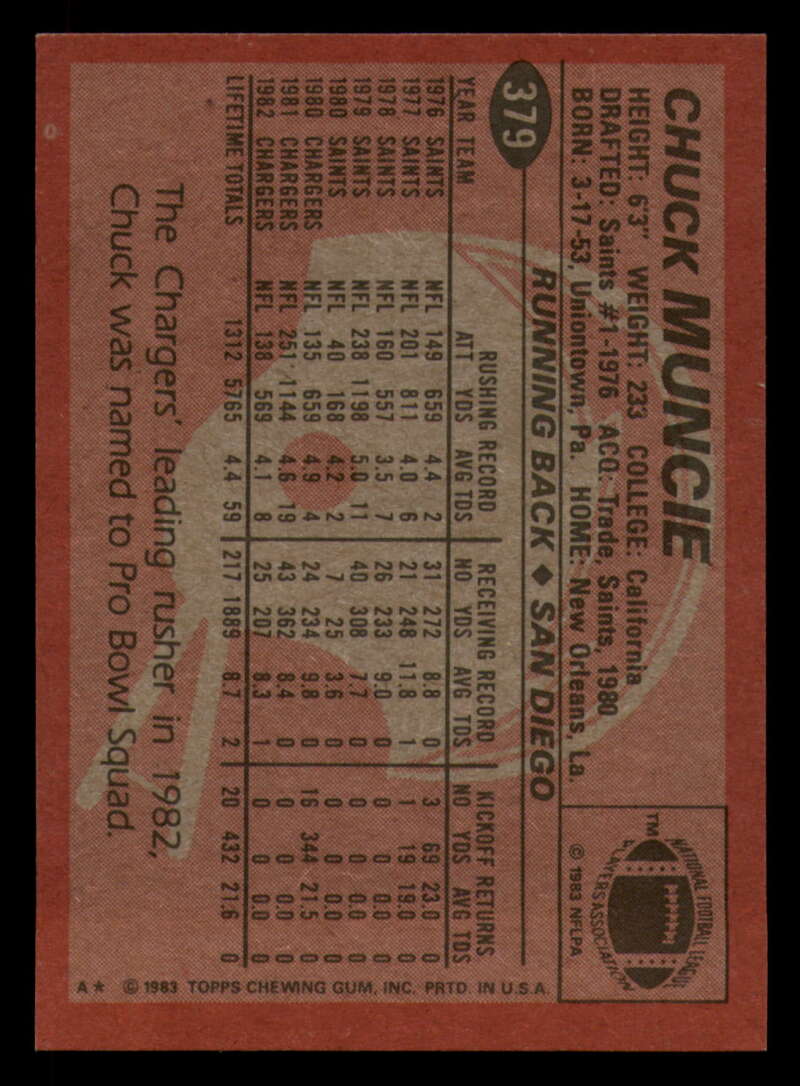 CHUCK MUNCIE
HEIGHT: 6'3" WEIGHT: 233 COLLEGE: California
DRAFTED: Saints #1-1976 ACQ: Trade, Saints, 1980
BORN: 3-17-53, Uniontown, Pa. HOME: New Orleans, La.
TM
NATIONAL FOOTBALL LEAGUE
PLAYERS ASSOCIATION
© 1983 NFLPA
379
RUNNING BACK ♦ SAN DIEGO
RUSHING RECORD RECEIVING RECORD KICKOFF RETURNS
YEAR TEAM ATT YDS AVG TDS NO YDS AVG TDS NO YDS AVG TDS
1976 SAINTS NFL 149 659 4.4 2 31 272 8.8 0 3 69 23.0 0
1977 SAINTS NFL 201 811 4.0 6 21 248 11.8 1 1 19 19.0 0
1978 SAINTS NFL 160 557 3.5 7 26 233 9.0 0 0 0 0.0 0
1979 SAINTS NFL 238 1198 5.0 11 40 308 7.7 0 0 0 0.0 0
1980 SAINTS NFL 40 168 4.2 2 7 25 3.6 0 0 0 0.0 0
1980 CHARGERS NFL 135 659 4.9 4 24 234 9.8 0 16 344 21.5 0
1981 CHARGERS NFL 251 1144 4.6 19 43 362 8.4 0 0 0 0.0 0
1982 CHARGERS NFL 138 569 4.1 8 25 207 8.3 1 0 0 0.0 0
LIFETIME TOTALS 1312 5765 4.4 59 217 1889 8.7 2 20 432 21.6 0
The Chargers' leading rusher in 1982,
Chuck was named to Pro Bowl Squad.
A* © 1983 TOPPS CHEWING GUM, INC. PRTD. IN U.S.A.
0